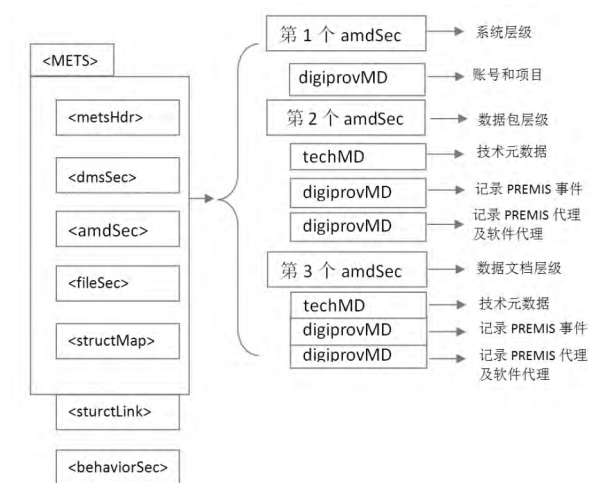 <METS>
<metsHdr>
<dmsSec>
<amdSec>
<fileSec>
<structMap>
<sturctLink>
<behaviorSec>
第 1 个 amdSec
系统层级
digiprovMD
账号和项目
第 2 个 amdSec
数据包层级
techMD
技术元数据
digiprovMD
记录 PREMIS 事件
digiprovMD
记录 PREMIS 代理
及软件代理
第 3 个 amdSec
数据文档层级
techMD
技术元数据
digiprovMD
记录 PREMIS 事件
digiprovMD
记录 PREMIS 代理
及软件代理